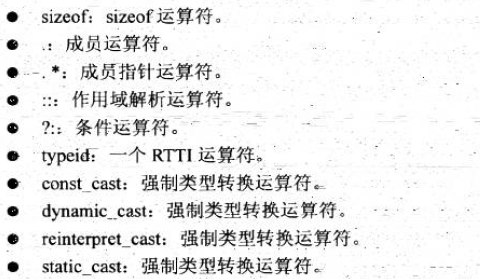 ● sizeof：sizeof 运算符。
● .：成员运算符。
● .*：成员指针运算符。
● ::：作用域解析运算符。
● ?:：条件运算符。
● typeid：一个 RTTI 运算符。
● const_cast：强制类型转换运算符。
● dynamic_cast：强制类型转换运算符。
● reinterpret_cast：强制类型转换运算符。
● static_cast：强制类型转换运算符。